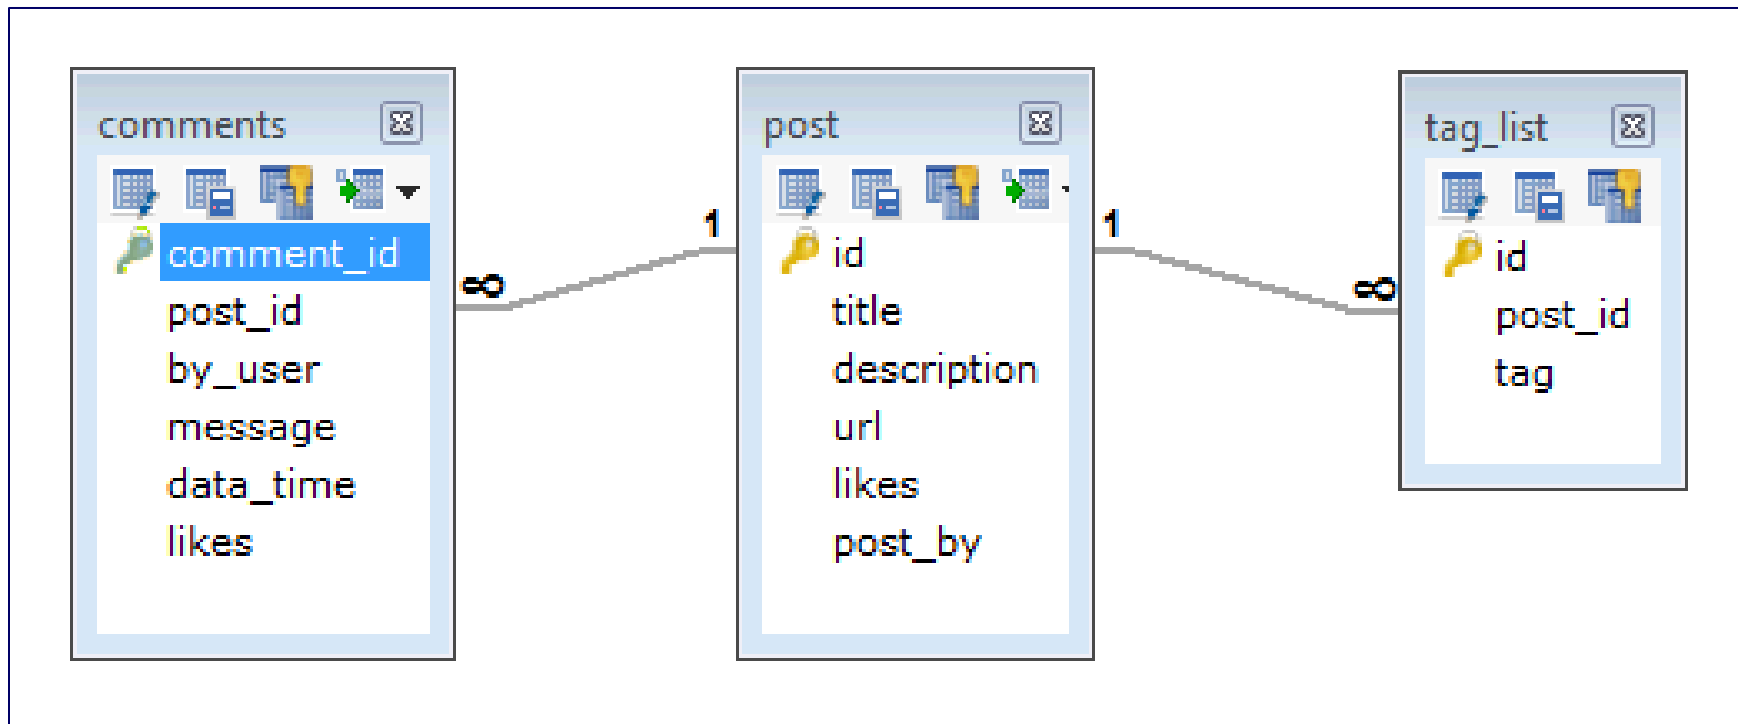 comments
comment_id
post_id
by_user
message
data_time
likes
∞
1
post
id
title
description
url
likes
post_by
1
∞
tag_list
id
post_id
tag